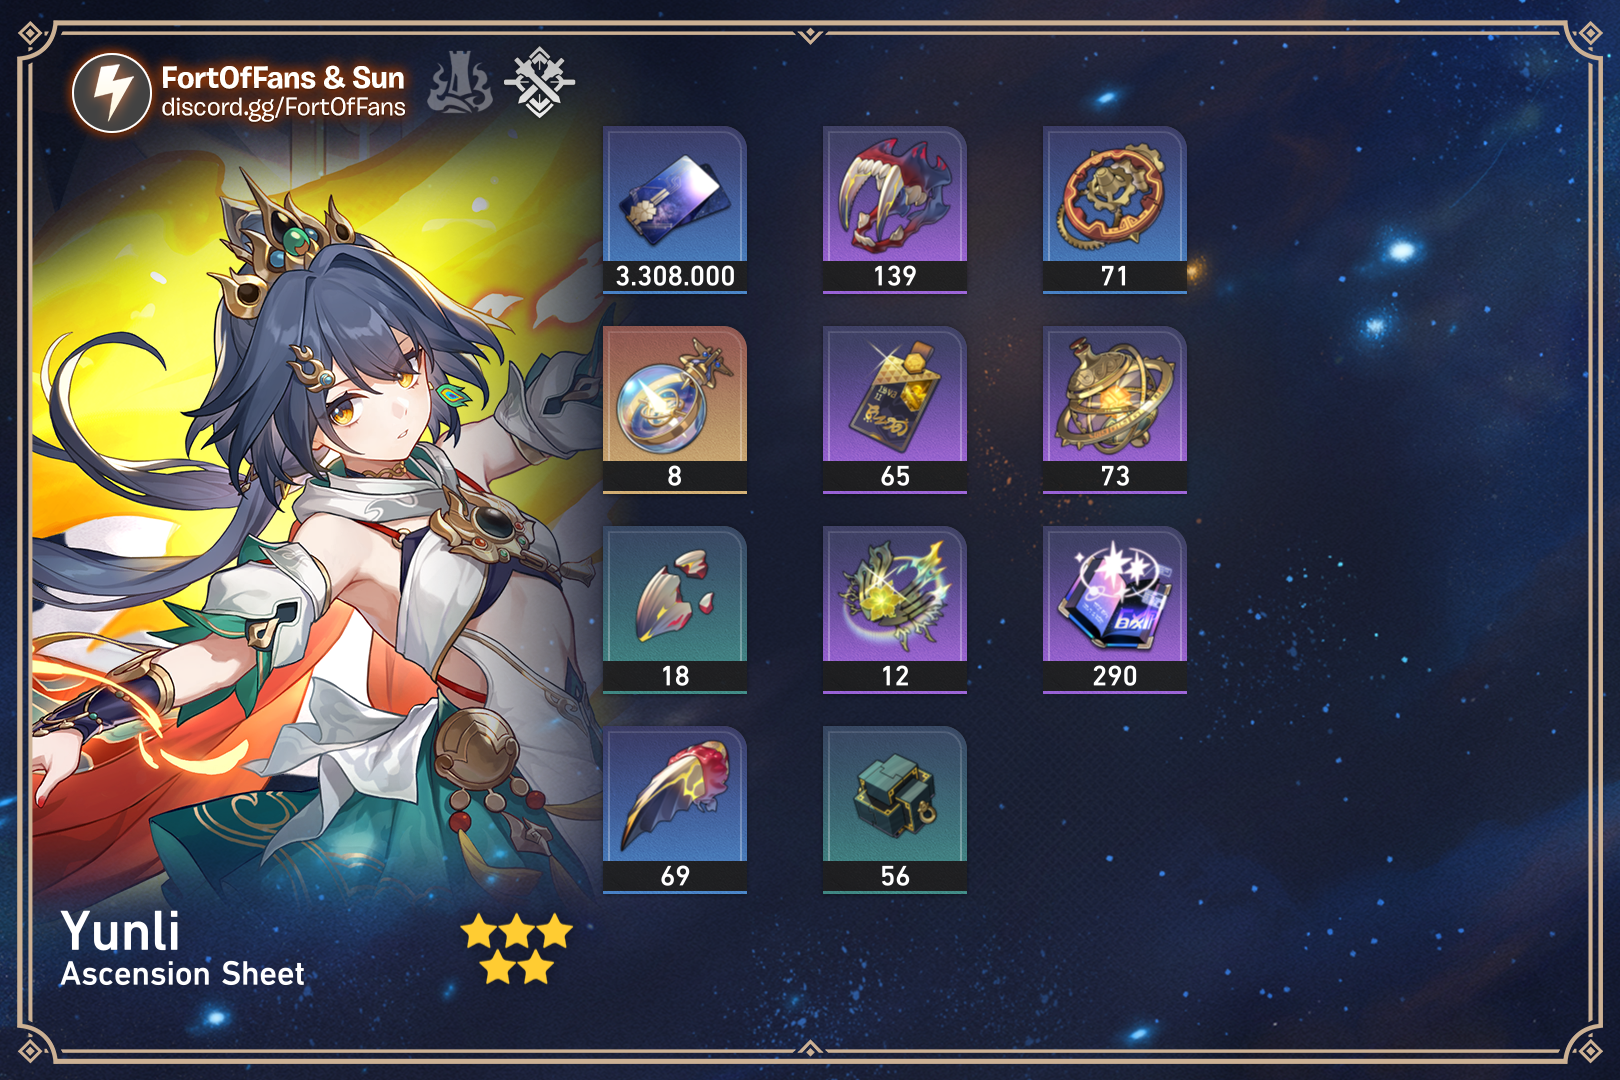 FortOfFans & Sun
discord.gg/FortOfFans
3.308.000
139
71
8
65
73
18
12
290
69
56
Yunli
Ascension Sheet